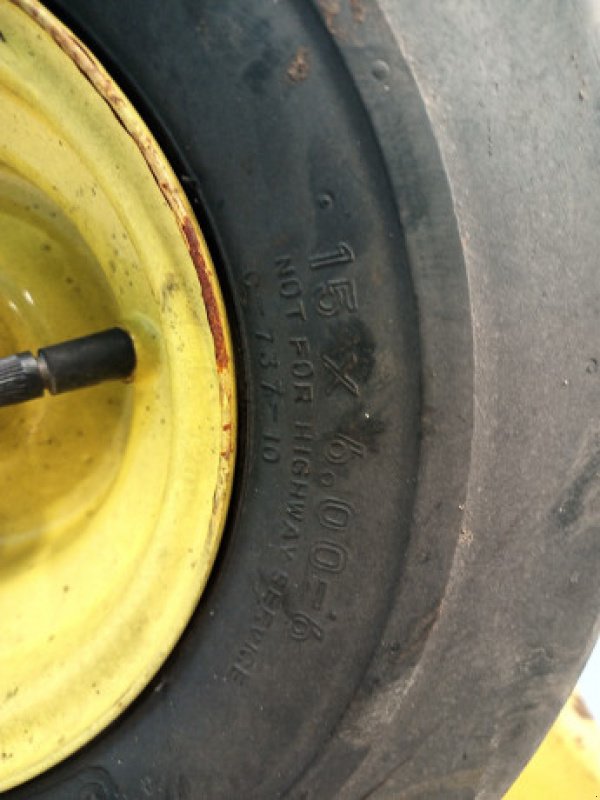 15 X 6.00-6
NOT FOR HIGHWAY SERVICE
G-737-10